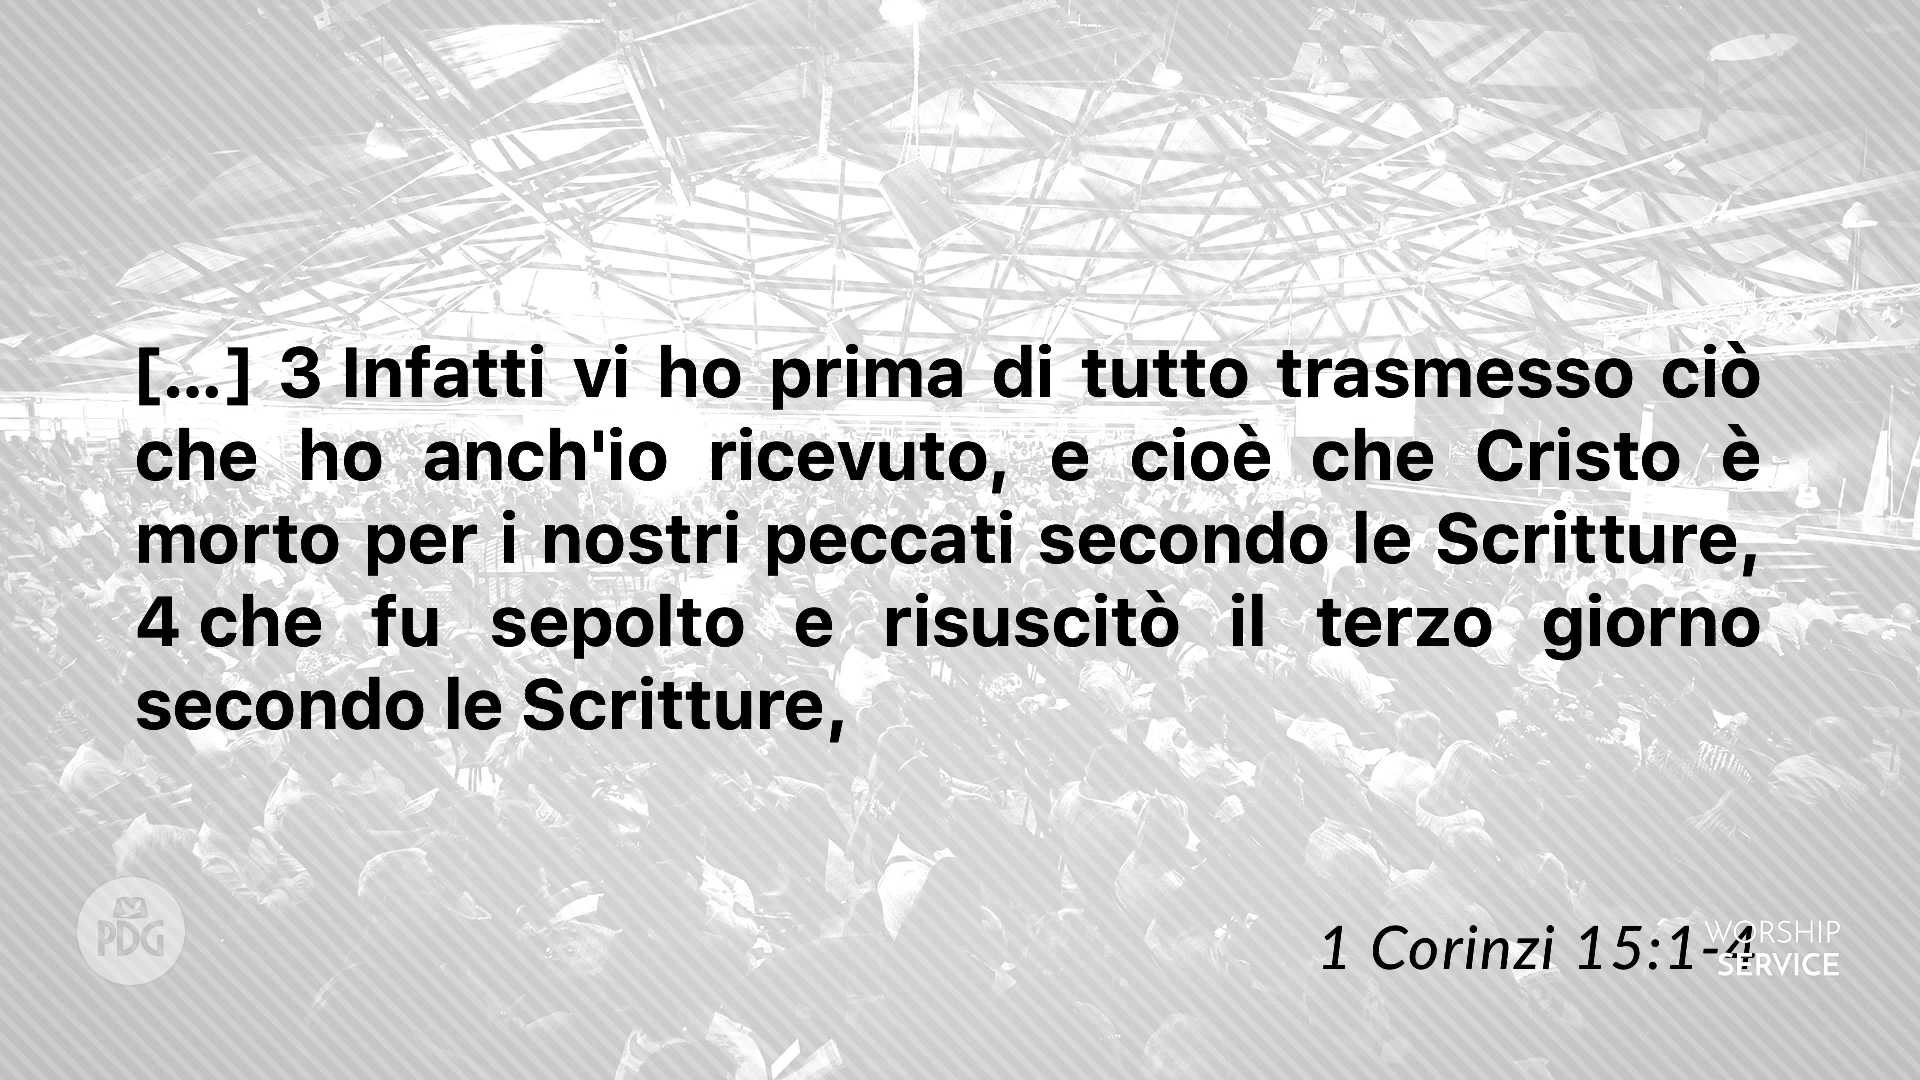 [...] 3 Infatti vi ho prima di tutto trasmesso ciò
che ho anch'io ricevuto, e cioè che Cristo è
morto per i nostri peccati secondo le Scritture,
4 che fu sepolto e risuscitò il terzo giorno
secondo le Scritture,
PDG
1 Corinzi 15:1-4
WORSHIP
SERVICE